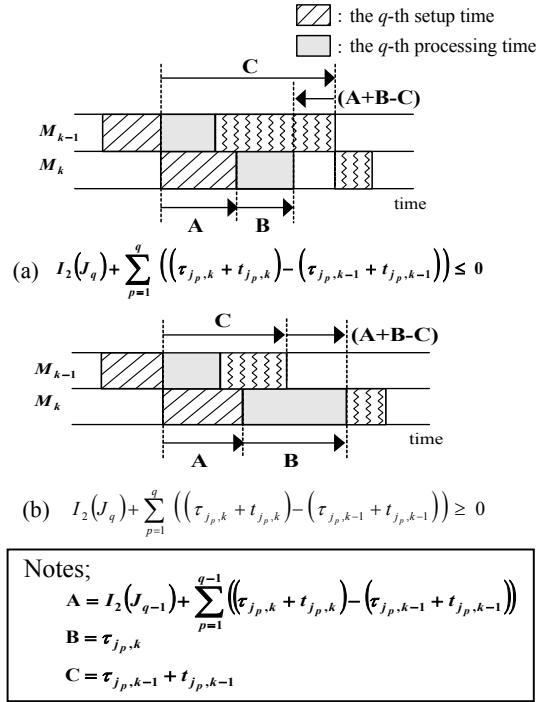 : the q-th setup time
: the q-th processing time
C
(A+B-C)
M_{k-1}
M_k
time
A B
(a) I_2(J_q) + \sum_{p=1}^{q} ((τ_{j_p,k} + t_{j_p,k}) − (τ_{j_p,k−1} + t_{j_p,k−1})) ≤ 0
C
(A+B-C)
M_{k-1}
M_k
time
A B
(b) I_2(J_q) + \sum_{p=1}^{q} ((τ_{j_p,k} + t_{j_p,k}) − (τ_{j_p,k−1} + t_{j_p,k−1})) ≥ 0
Notes;
A = I_2(J_{q−1}) + \sum_{p=1}^{q−1} ((τ_{j_p,k} + t_{j_p,k}) − (τ_{j_p,k−1} + t_{j_p,k−1}))
B = τ_{j_p,k}
C = τ_{j_p,k−1} + t_{j_p,k−1}